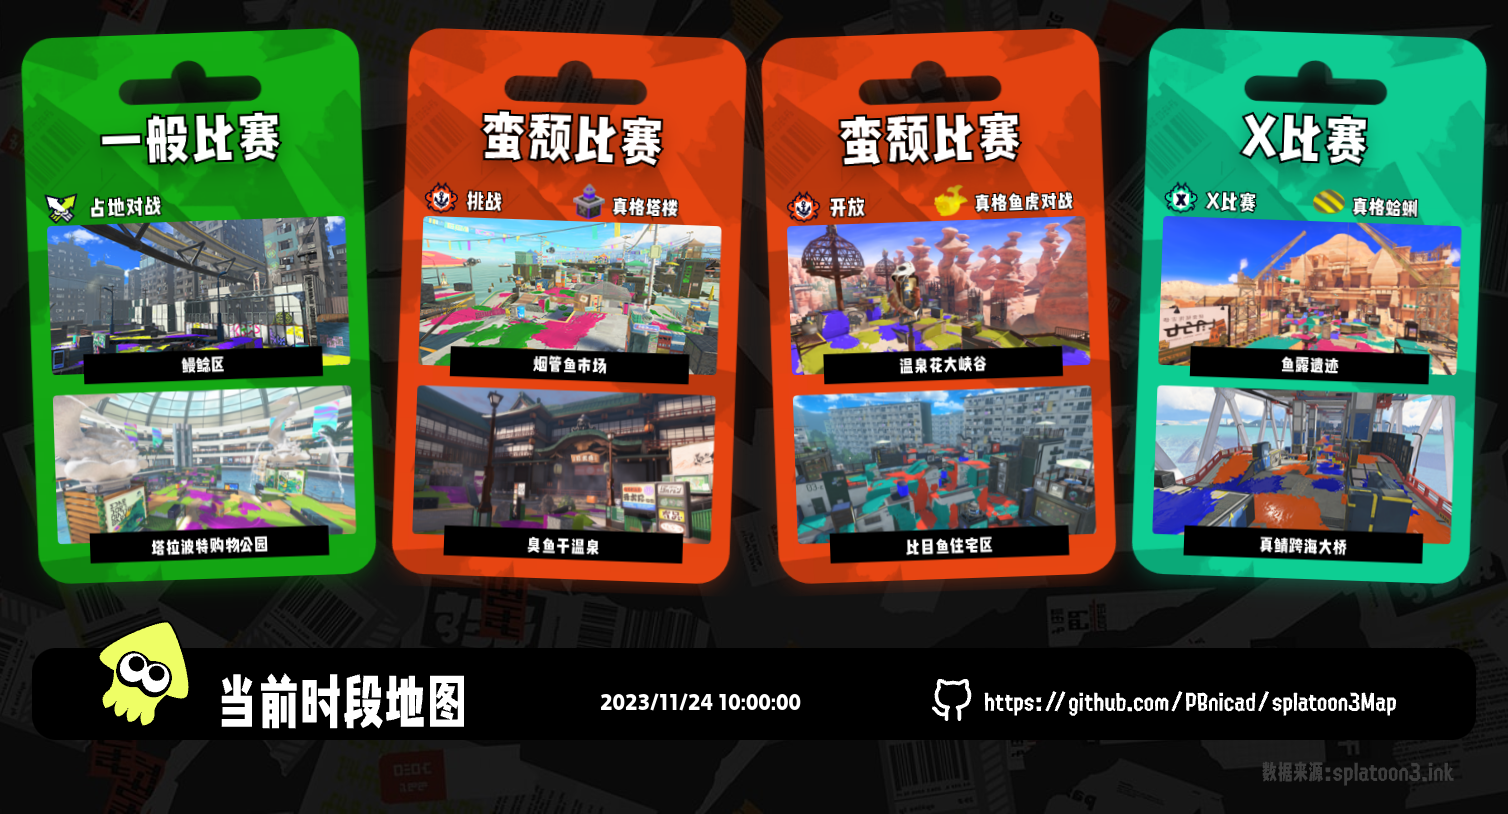 一般比赛
占地对战
鳗鲶区
塔拉波特购物公园
蛮颓比赛
挑战
真格塔楼
烟管鱼市场
臭鱼干温泉
蛮颓比赛
开放
真格鱼虎对战
温泉花大峡谷
比目鱼住宅区
X比赛
X比赛
真格蛤蜊
鱼露遗迹
真鲭跨海大桥
当前时段地图
2023/11/24 10:00:00
https://github.com/PBnicad/splatoon3Map
数据来源:splatoon3.ink